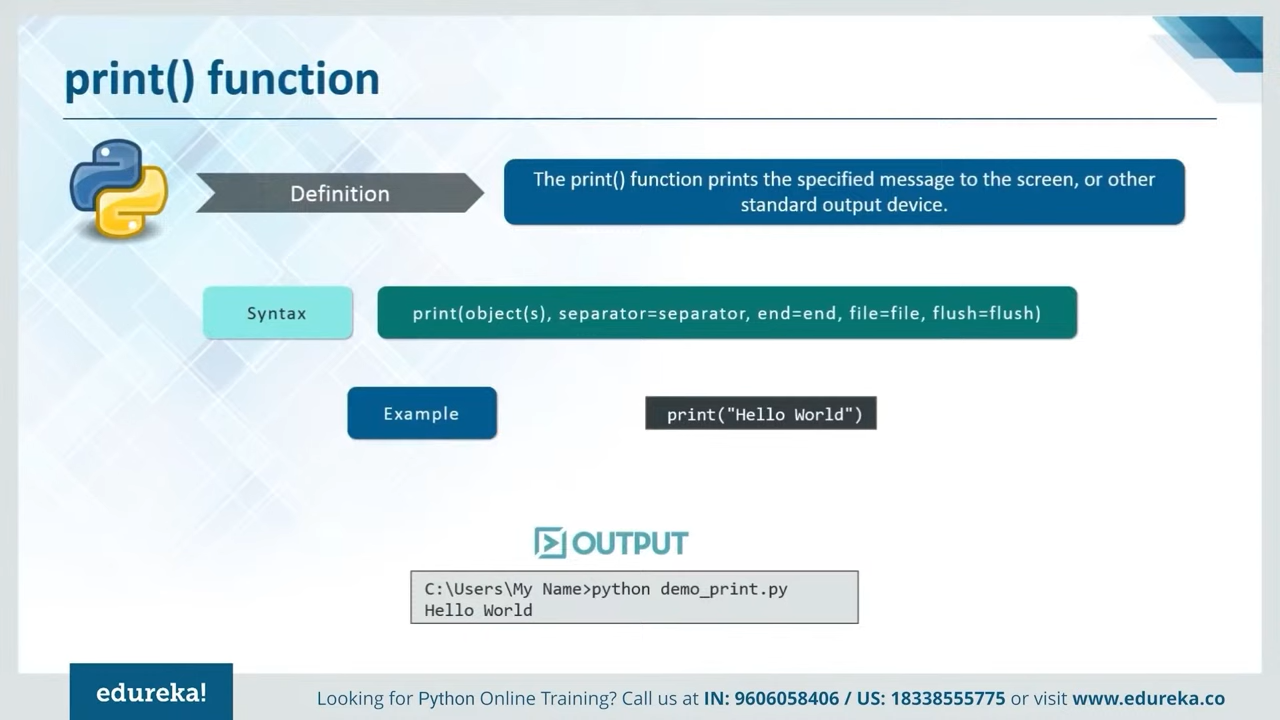 print() function
Definition
The print() function prints the specified message to the screen, or other
standard output device.
Syntax
print(object(s), separator=separator, end=end, file=file, flush=flush)
Example
print("Hello World")
OUTPUT
C:\Users\My Name>python demo_print.py
Hello World
edureka!
Looking for Python Online Training? Call us at IN: 9606058406 / US: 18338555775 or visit www.edureka.co